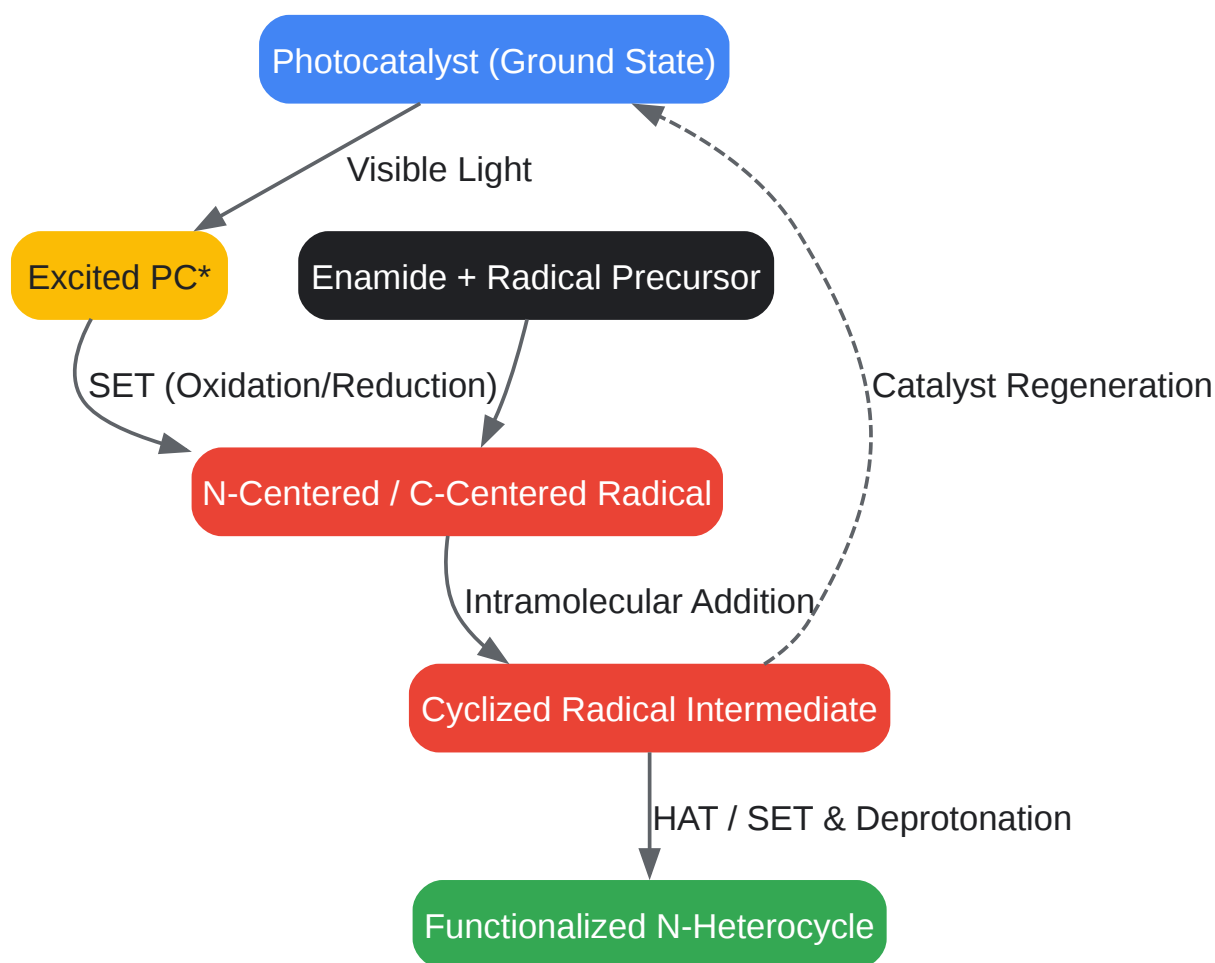 Photocatalyst (Ground State)
Visible Light
Excited PC*
Enamide + Radical Precursor
SET (Oxidation/Reduction)
Catalyst Regeneration
N-Centered / C-Centered Radical
Intramolecular Addition
Cyclized Radical Intermediate
HAT / SET & Deprotonation
Functionalized N-Heterocycle